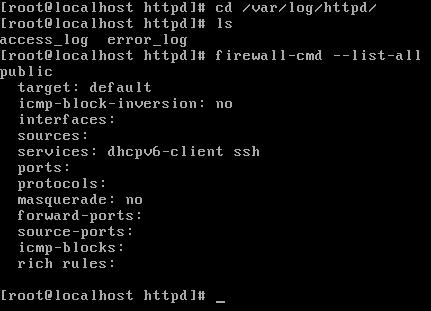 [root@localhost httpd]# cd /var/log/httpd/
[root@localhost httpd]# ls
access_log  error_log
[root@localhost httpd]# firewall-cmd --list-all
public
  target: default
  icmp-block-inversion: no
  interfaces:
  sources:
  services: dhcpv6-client ssh
  ports:
  protocols:
  masquerade: no
  forward-ports:
  source-ports:
  icmp-blocks:
  rich rules:
[root@localhost httpd]# _